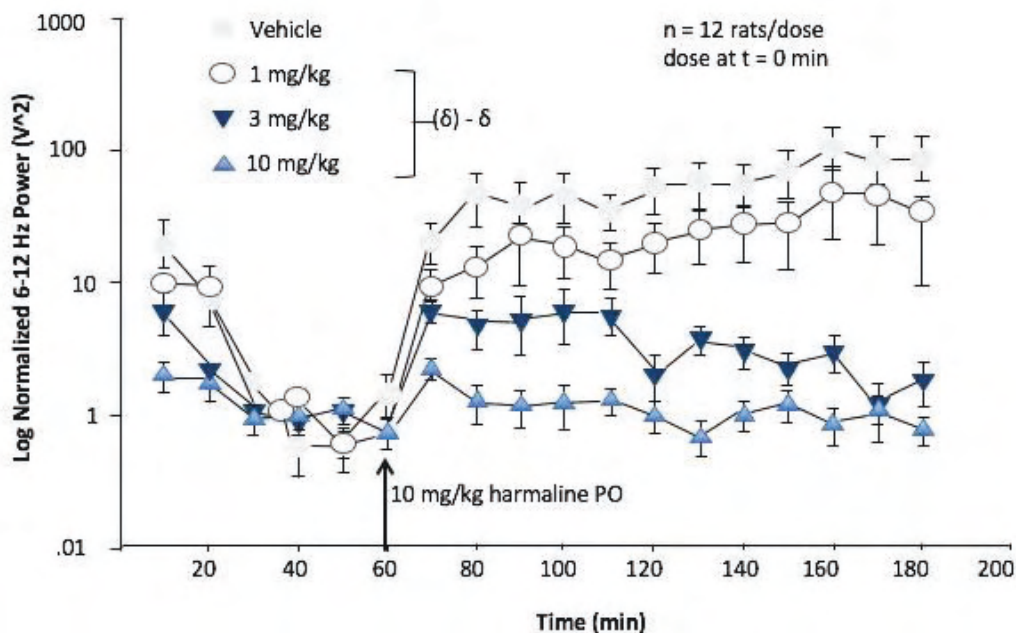 1000
100
10
1
.01
Log Normalized 6-12 Hz Power (V^2)
Vehicle
1 mg/kg
3 mg/kg
10 mg/kg
(δ) - δ
n = 12 rats/dose
dose at t = 0 min
10 mg/kg harmaline PO
20 40 60 80 100 120 140 160 180 200
Time (min)